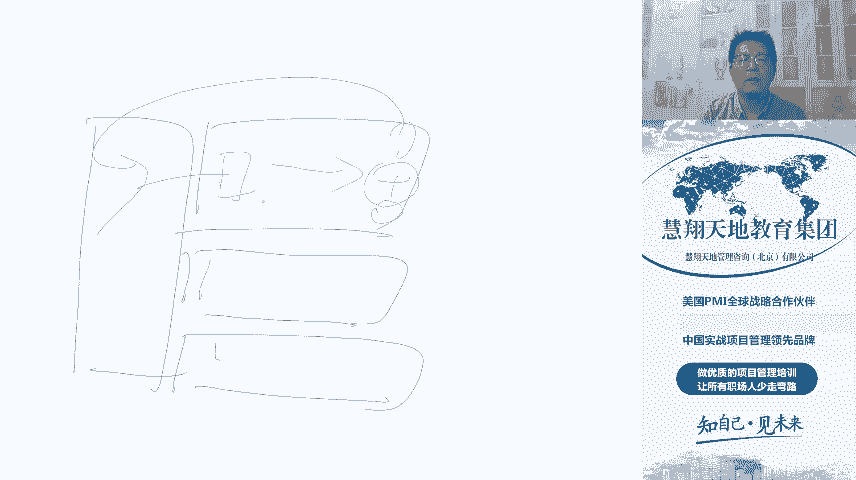 慧翔天地教育集团
慧翔天地管理咨询（北京）有限公司
美国PMI全球战略合作伙伴
中国实战项目管理领先品牌
做优质的项目管理培训
让所有职场人少走弯路
知自己·见未来